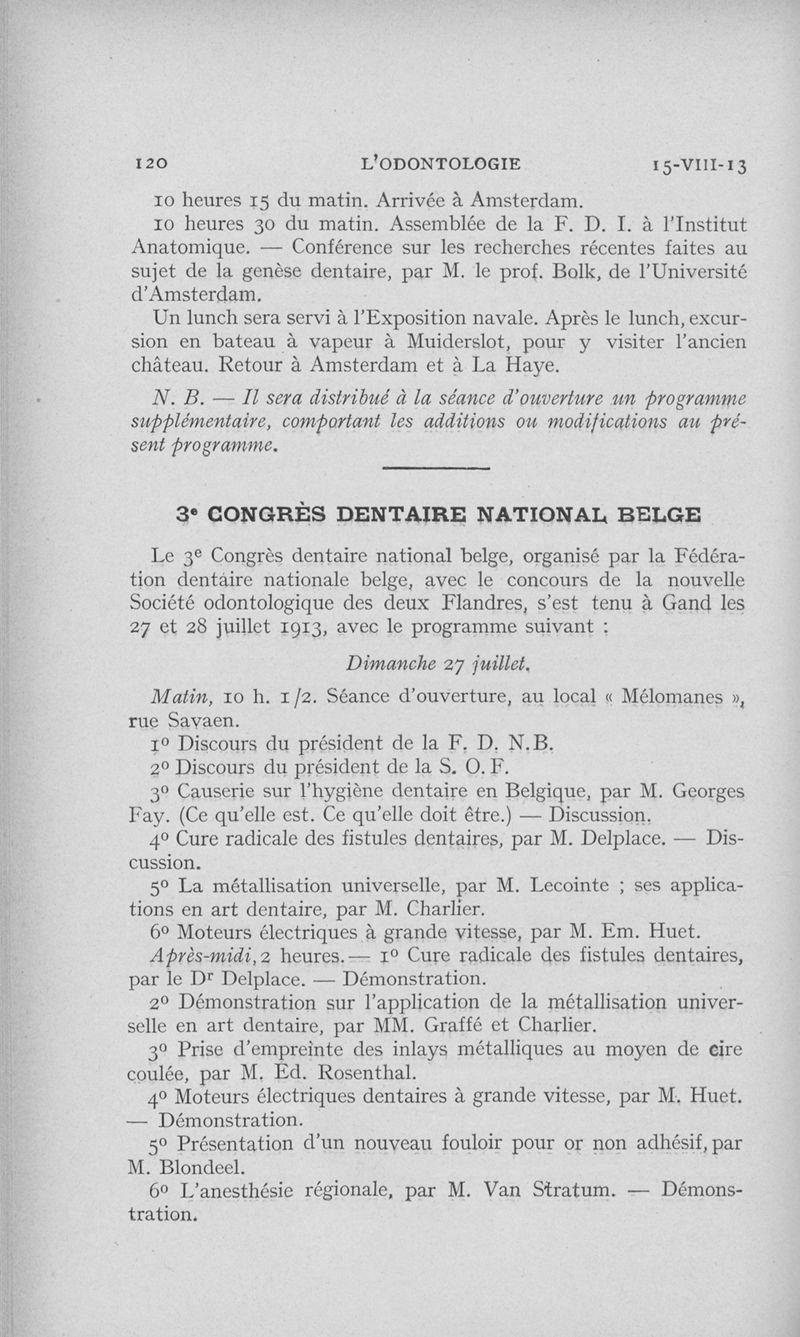 120 L'ODONTOLOGIE 15-VIII-13
10 heures 15 du matin. Arrivée à Amsterdam.
10 heures 30 du matin. Assemblée de la F. D. I. à l'Institut
Anatomique. — Conférence sur les recherches récentes faites au
sujet de la genèse dentaire, par M. le prof. Bolk, de l'Université
d'Amsterdam.
Un lunch sera servi à l'Exposition navale. Après le lunch, excur-
sion en bateau à vapeur à Muiderslot, pour y visiter l'ancien
château. Retour à Amsterdam et à La Haye.
N. B. — Il sera distribué à la séance d'ouverture un programme
supplémentaire, comportant les additions ou modifications au pré-
sent programme.
3e CONGRÈS DENTAIRE NATIONAL BELGE
Le 3e Congrès dentaire national belge, organisé par la Fédéra-
tion dentaire nationale belge, avec le concours de la nouvelle
Société odontologique des deux Flandres, s'est tenu à Gand les
27 et 28 juillet 1913, avec le programme suivant :
Dimanche 27 juillet.
Matin, 10 h. 1/2. Séance d'ouverture, au local « Mélomanes »,
rue Savaen.
1º Discours du président de la F. D. N.B.
2º Discours du président de la S. O. F.
3º Causerie sur l'hygiène dentaire en Belgique, par M. Georges
Fay. (Ce qu'elle est. Ce qu'elle doit être.) — Discussion.
4º Cure radicale des fistules dentaires, par M. Delplace. — Dis-
cussion.
5º La métallisation universelle, par M. Lecointe ; ses applica-
tions en art dentaire, par M. Charlier.
6º Moteurs électriques à grande vitesse, par M. Em. Huet.
Après-midi, 2 heures. — 1º Cure radicale des fistules dentaires,
par le Dr Delplace. — Démonstration.
2º Démonstration sur l'application de la métallisation univer-
selle en art dentaire, par MM. Graffé et Charlier.
3º Prise d'empreinte des inlays métalliques au moyen de cire
coulée, par M. Ed. Rosenthal.
4º Moteurs électriques dentaires à grande vitesse, par M. Huet.
— Démonstration.
5º Présentation d'un nouveau fouloir pour or non adhésif, par
M. Blondeel.
6º L'anesthésie régionale, par M. Van Stratum. — Démons-
tration.